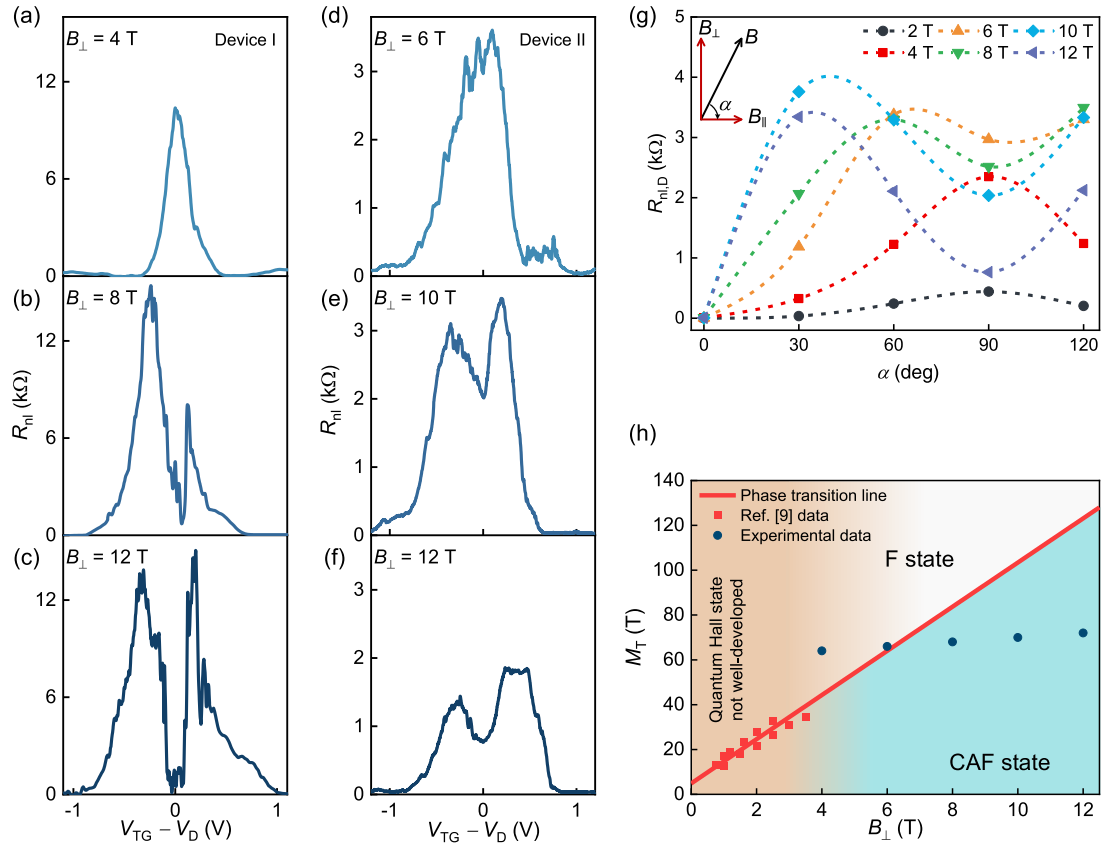 (a)
B⊥ = 4 T
Device I
12
6
0
(b)
B⊥ = 8 T
12
6
0
Rnl (kΩ)
(c)
B⊥ = 12 T
12
6
0
-1
0
1
VTG – VD (V)
(d)
B⊥ = 6 T
Device II
3
2
1
0
(e)
B⊥ = 10 T
3
2
1
0
Rnl (kΩ)
(f)
B⊥ = 12 T
3
2
1
0
-1
0
1
VTG – VD (V)
(g)
5
4
3
2
1
0
Rnl,D (kΩ)
B⊥
B
α
B∥
2 T 6 T 10 T
4 T 8 T 12 T
0 30 60 90 120
α (deg)
(h)
140
120
100
80
60
40
20
0
MT (T)
Phase transition line
Ref. [9] data
Experimental data
F state
Quantum Hall state
not well-developed
CAF state
0 2 4 6 8 10 12
B⊥ (T)